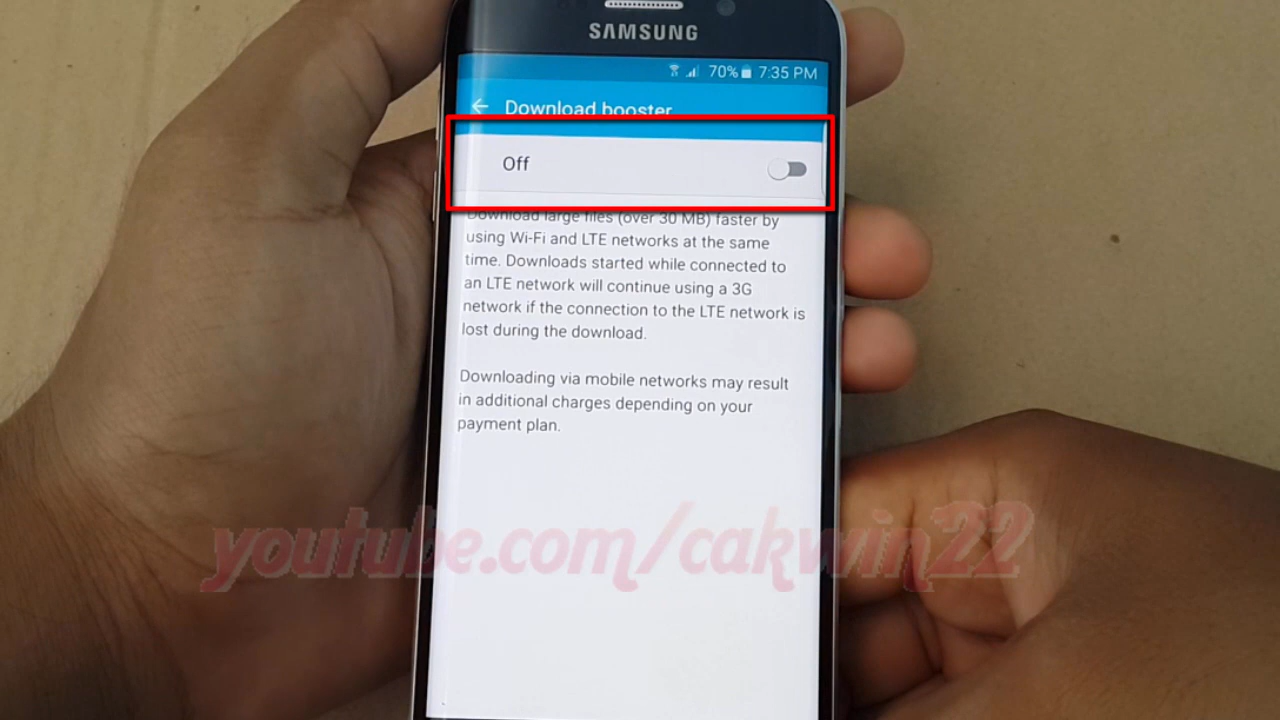 SAMSUNG
70% 7:35 PM
Download booster
Off
Download large files (over 30 MB) faster by
using Wi-Fi and LTE networks at the same
time. Downloads started while connected to
an LTE network will continue using a 3G
network if the connection to the LTE network is
lost during the download.
Downloading via mobile networks may result
in additional charges depending on your
payment plan.
youtube.com/cakwin22